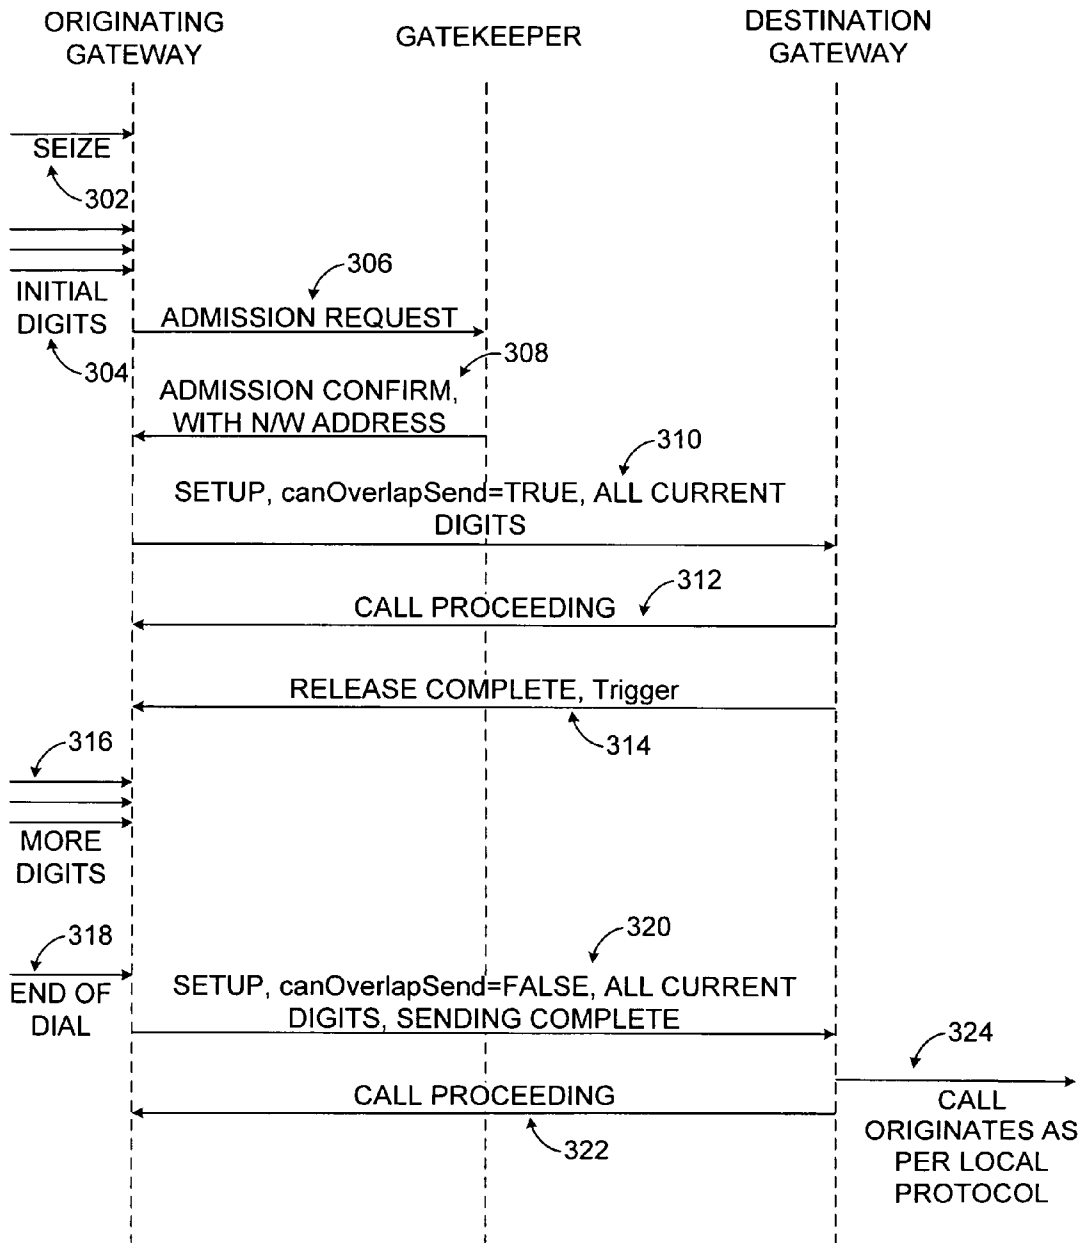 ORIGINATING
GATEWAY
GATEKEEPER
DESTINATION
GATEWAY
SEIZE
302
INITIAL
DIGITS
304
306
ADMISSION REQUEST
308
ADMISSION CONFIRM,
WITH N/W ADDRESS
310
SETUP, canOverlapSend=TRUE, ALL CURRENT
DIGITS
312
CALL PROCEEDING
RELEASE COMPLETE, Trigger
314
316
MORE
DIGITS
318
END OF
DIAL
320
SETUP, canOverlapSend=FALSE, ALL CURRENT
DIGITS, SENDING COMPLETE
324
CALL
ORIGINATES AS
PER LOCAL
PROTOCOL
CALL PROCEEDING
322